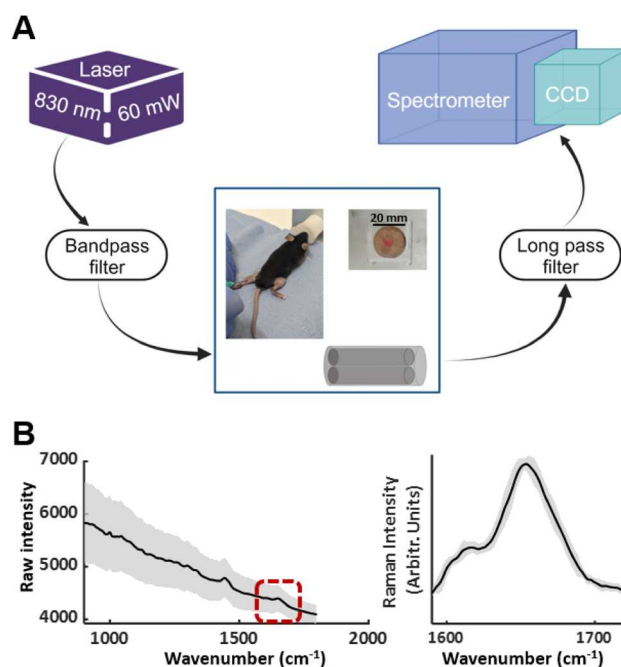 A
Laser
830 nm
60 mW
Spectrometer
CCD
Bandpass
filter
20 mm
Long pass
filter
B
7000
6000
5000
4000
Raw intensity
1000
1500
2000
Wavenumber (cm⁻¹)
Raman Intensity
(Arbitr. Units)
1600
1700
Wavenumber (cm⁻¹)